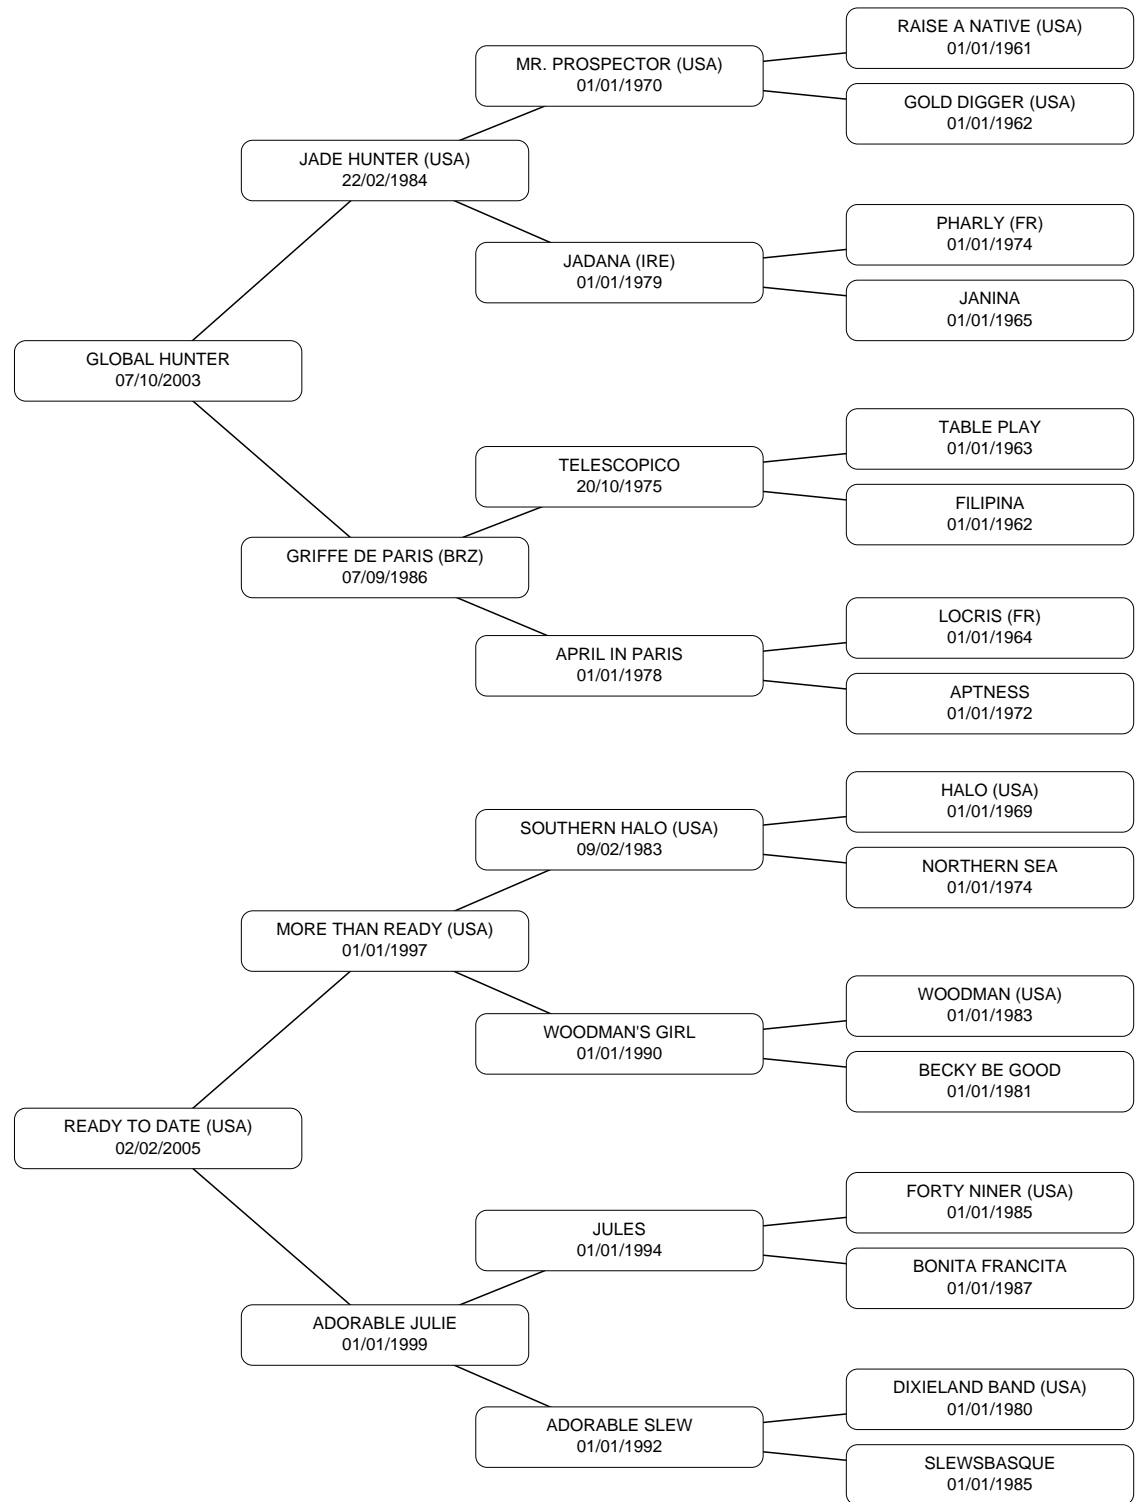 RAISE A NATIVE (USA)
01/01/1961
MR. PROSPECTOR (USA)
01/01/1970
GOLD DIGGER (USA)
01/01/1962
JADE HUNTER (USA)
22/02/1984
PHARLY (FR)
01/01/1974
JADANA (IRE)
01/01/1979
JANINA
01/01/1965
GLOBAL HUNTER
07/10/2003
TABLE PLAY
01/01/1963
TELESCOPICO
20/10/1975
FILIPINA
01/01/1962
GRIFFE DE PARIS (BRZ)
07/09/1986
LOCRIS (FR)
01/01/1964
APRIL IN PARIS
01/01/1978
APTNESS
01/01/1972
HALO (USA)
01/01/1969
SOUTHERN HALO (USA)
09/02/1983
NORTHERN SEA
01/01/1974
MORE THAN READY (USA)
01/01/1997
WOODMAN (USA)
01/01/1983
WOODMAN'S GIRL
01/01/1990
BECKY BE GOOD
01/01/1981
READY TO DATE (USA)
02/02/2005
FORTY NINER (USA)
01/01/1985
JULES
01/01/1994
BONITA FRANCITA
01/01/1987
ADORABLE JULIE
01/01/1999
DIXIELAND BAND (USA)
01/01/1980
ADORABLE SLEW
01/01/1992
SLEWSBASQUE
01/01/1985